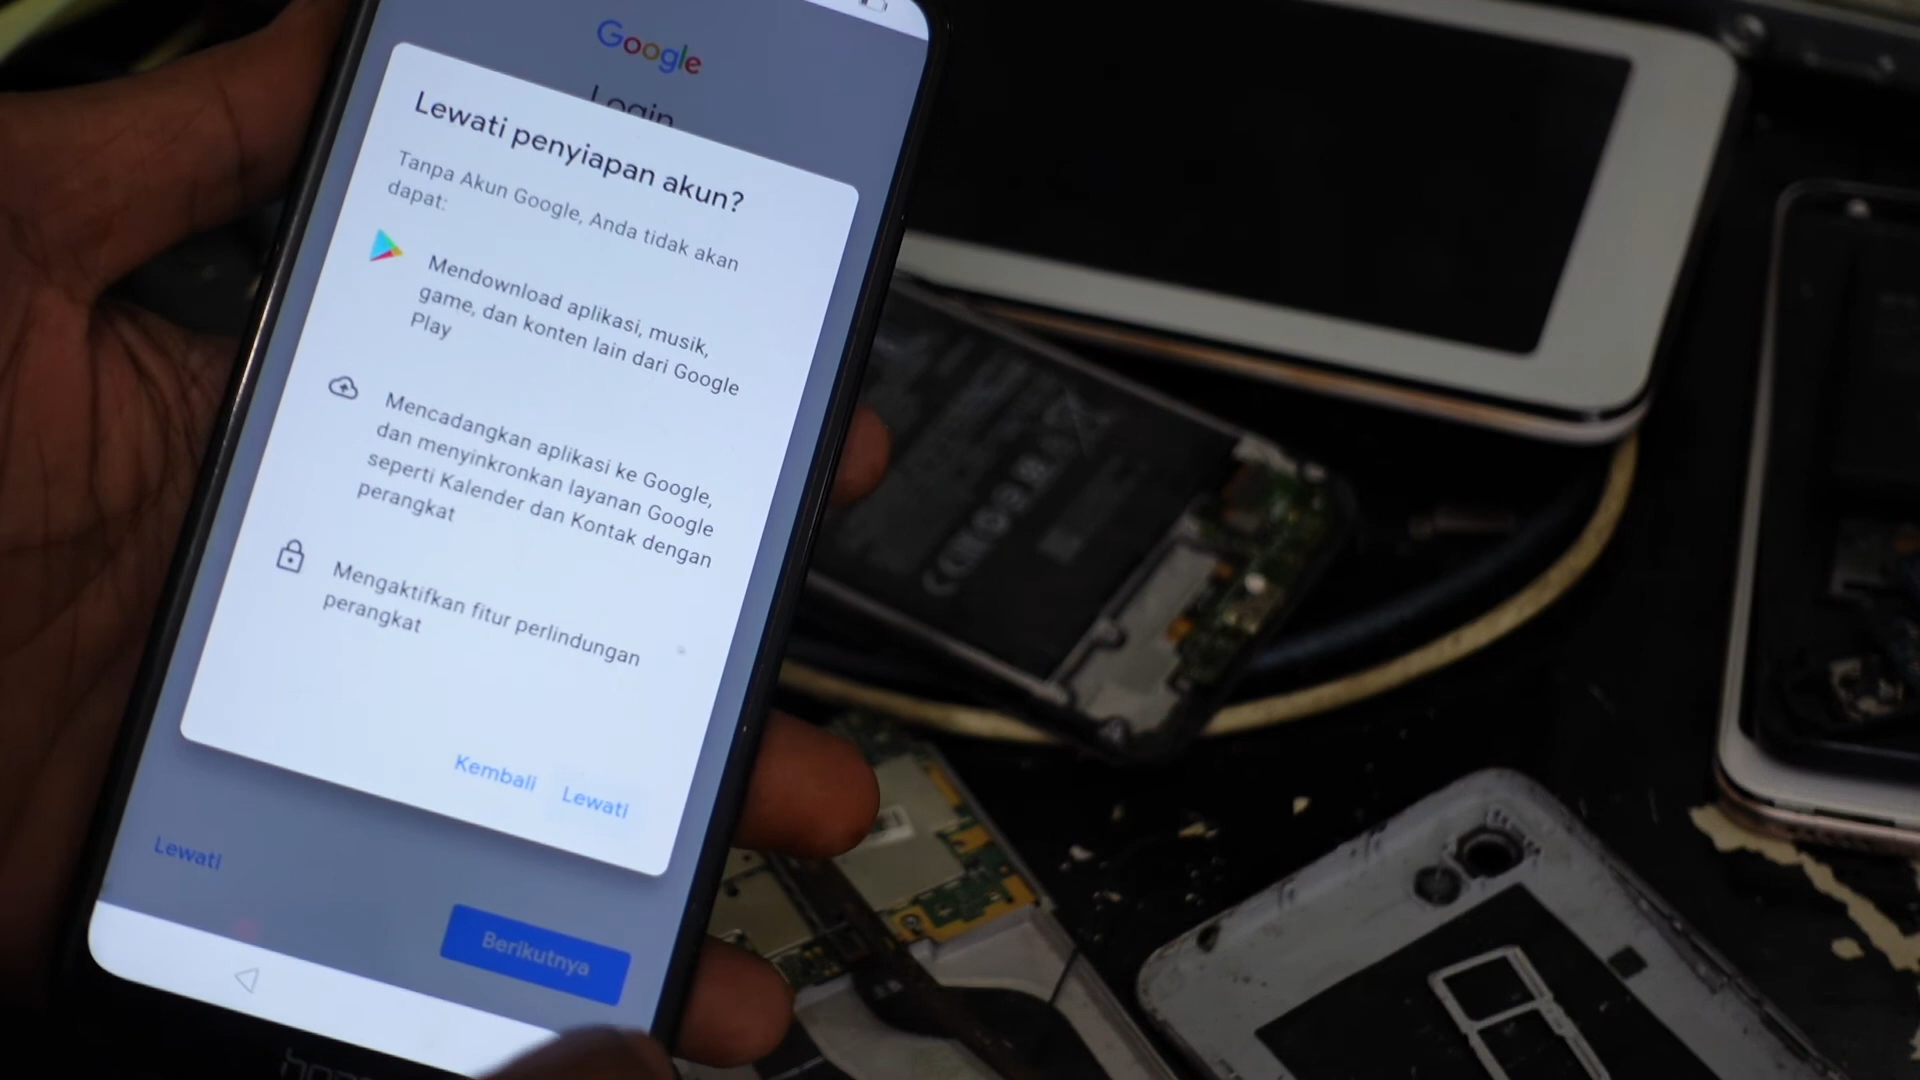 Google
Login
Lewati penyiapan akun?
Tanpa Akun Google, Anda tidak akan
dapat:
Mendownload aplikasi, musik,
game, dan konten lain dari Google
Play
Mencadangkan aplikasi ke Google,
dan menyinkronkan layanan Google
seperti Kalender dan Kontak dengan
perangkat
Mengaktifkan fitur perlindungan
perangkat
Kembali
Lewati
Lewati
Berikutnya